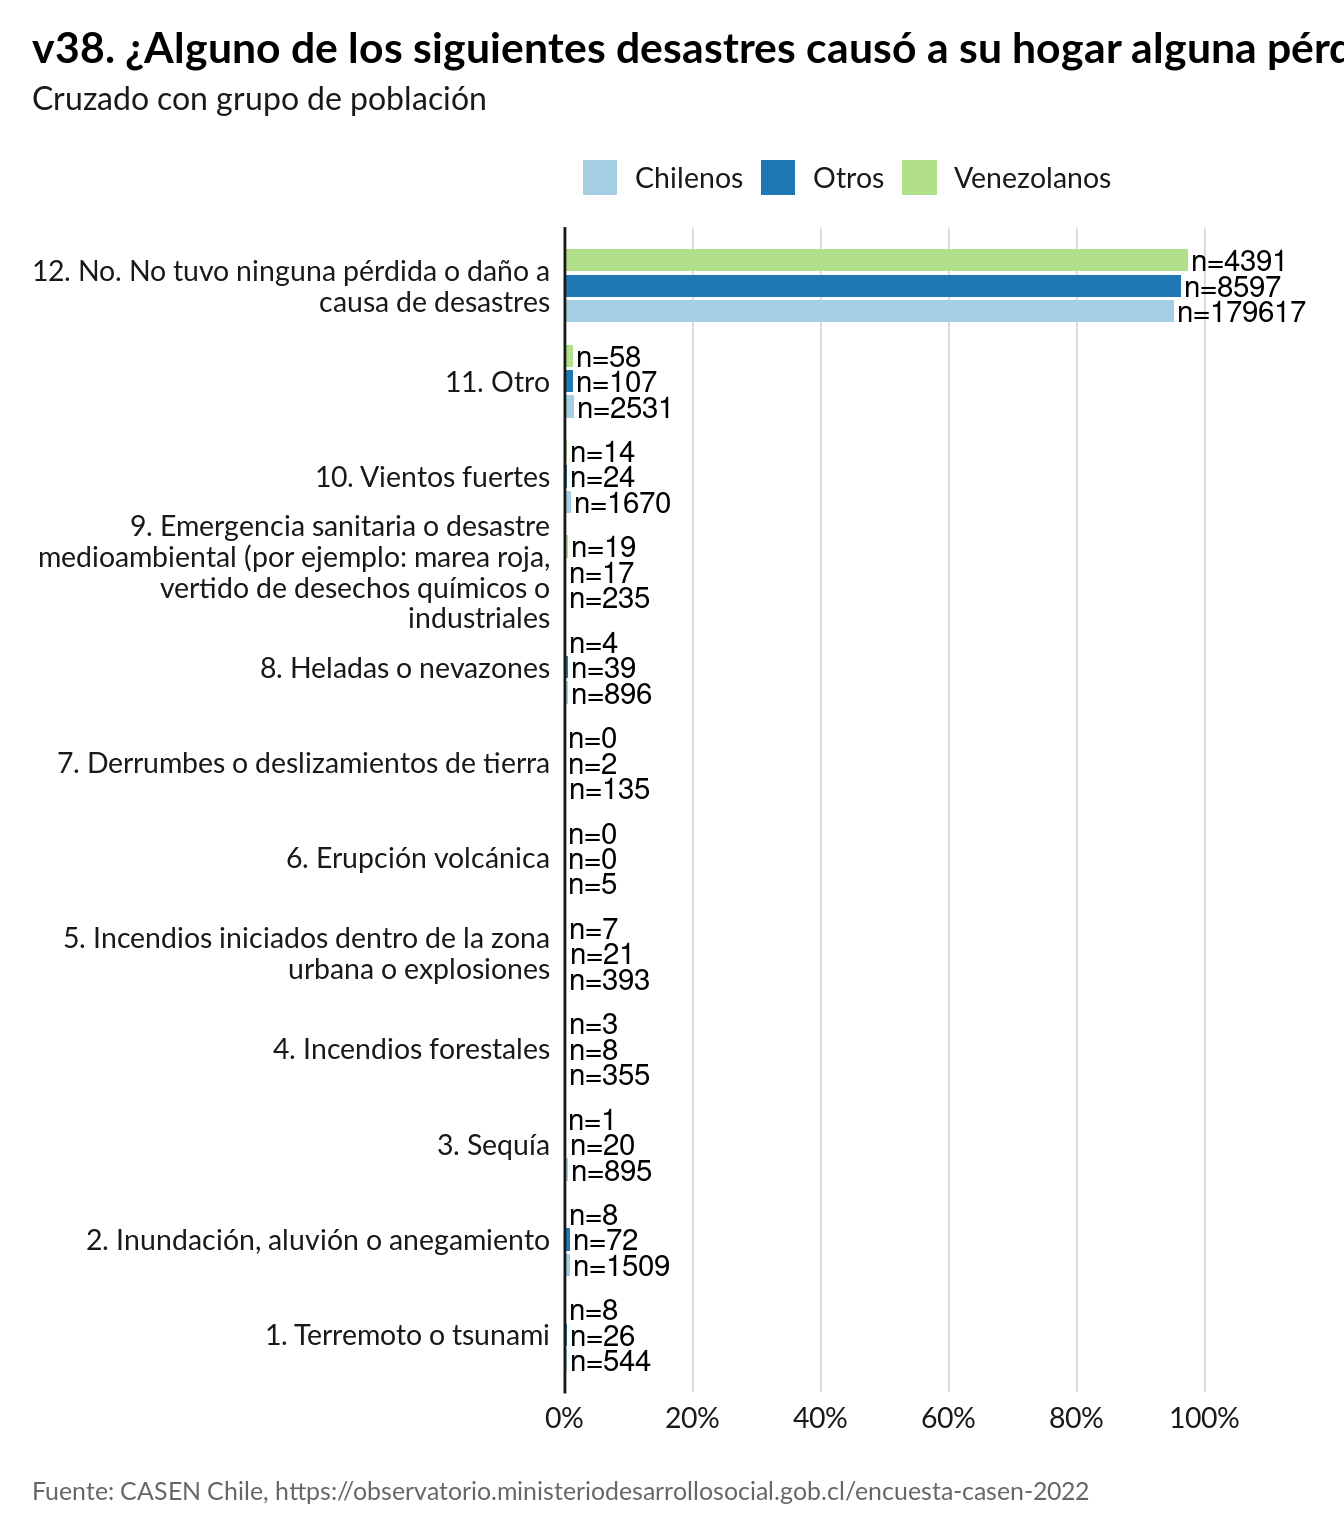 v38. ¿Alguno de los siguientes desastres causó a su hogar alguna
Cruzado con grupo de población
Chilenos
Otros
Venezolanos
12. No. No tuvo ninguna pérdida o daño a
causa de desastres
n=4391
n=8597
n=179617
11. Otro
n=58
n=107
n=2531
10. Vientos fuertes
n=14
n=24
n=1670
9. Emergencia sanitaria o desastre
medioambiental (por ejemplo: marea roja,
vertido de desechos químicos o
industriales
n=19
n=17
n=235
8. Heladas o nevazones
n=4
n=39
n=896
7. Derrumbes o deslizamientos de tierra
n=0
n=2
n=135
6. Erupción volcánica
n=0
n=0
n=5
5. Incendios iniciados dentro de la zona
urbana o explosiones
n=7
n=21
n=393
4. Incendios forestales
n=3
n=8
n=355
3. Sequía
n=1
n=20
n=895
2. Inundación, aluvión o anegamiento
n=8
n=72
n=1509
1. Terremoto o tsunami
n=8
n=26
n=544
0%
20%
40%
60%
80%
100%
Fuente: CASEN Chile, https://observatorio.ministeriodesarrollosocial.gob.cl/encuesta-casen-2022